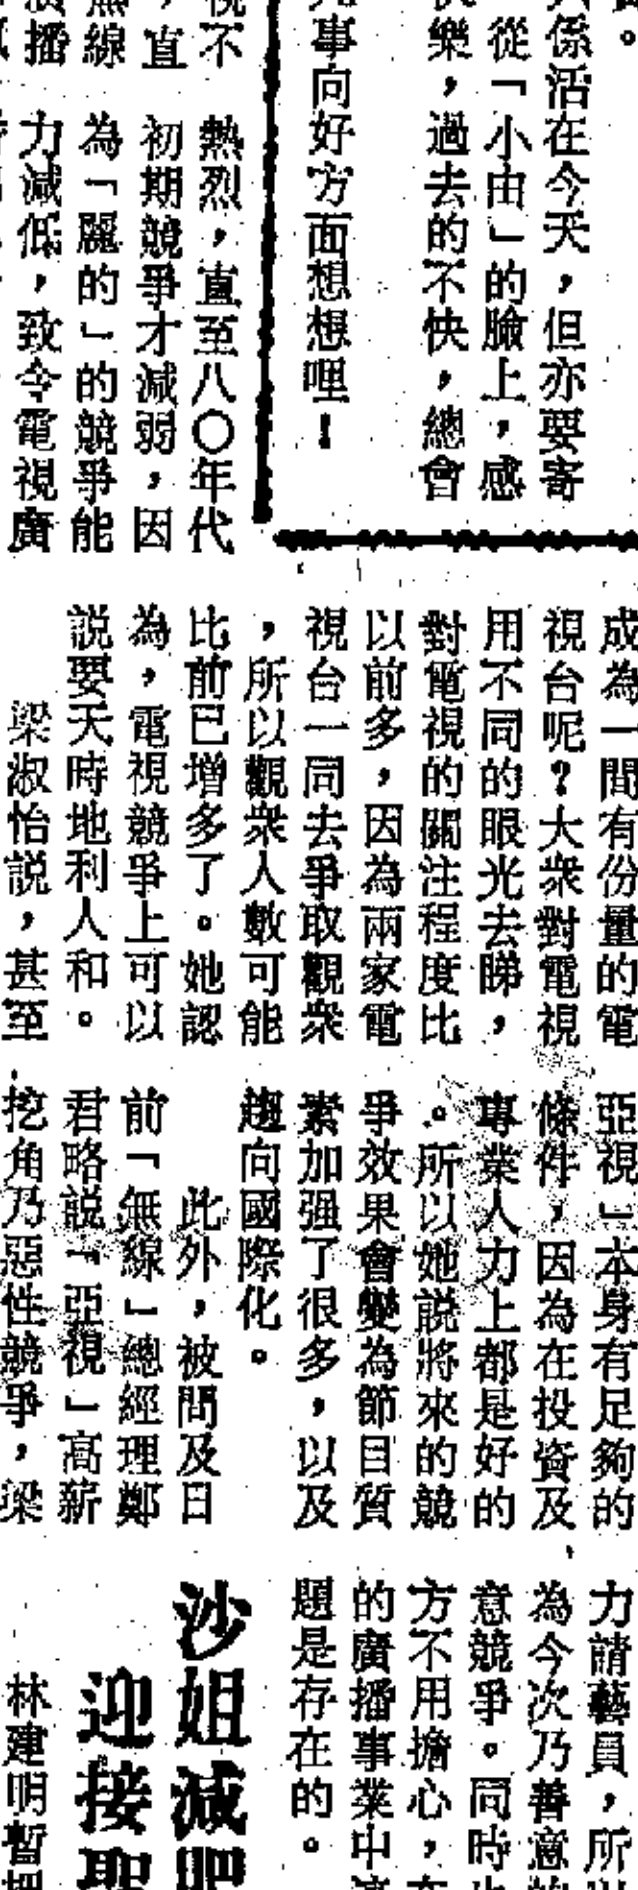 係活在今天，但亦要寄
從「小由」的臉上，感
樂，過去的不快，總會
事向好方面想想哩！
不
，直
線
播
熱烈，直至八〇年代
初期競爭才減弱，因
為「麗的」的競爭能
力減低，致令電視廣
成為一間有份量的電
視台呢？大衆對電視
用不同的眼光去睇，
對電視的關注程度比
以前多，因為兩家電
視台一同去爭取觀衆
，所以觀衆人數可能
比前已增多了。她認
為，電視競爭上可以
説要天時地利人和。
梁淑怡説，甚至
亞視」本身有足夠的
條件，因為在投資及
專業人力上都是好的
。所以她說將來的競
爭效果會變為節目質
素加强了很多，以及
趨向國際化。
此外，被問及日
前「無線」總經理鄭
君略説「亞視」高薪
挖角乃惡性競爭，梁
力請藝員，所
為今次乃善意
意競爭。同時
方不用擔心，
的廣播事業中
題是存在的。
沙姐減肥
迎接
林建明暫